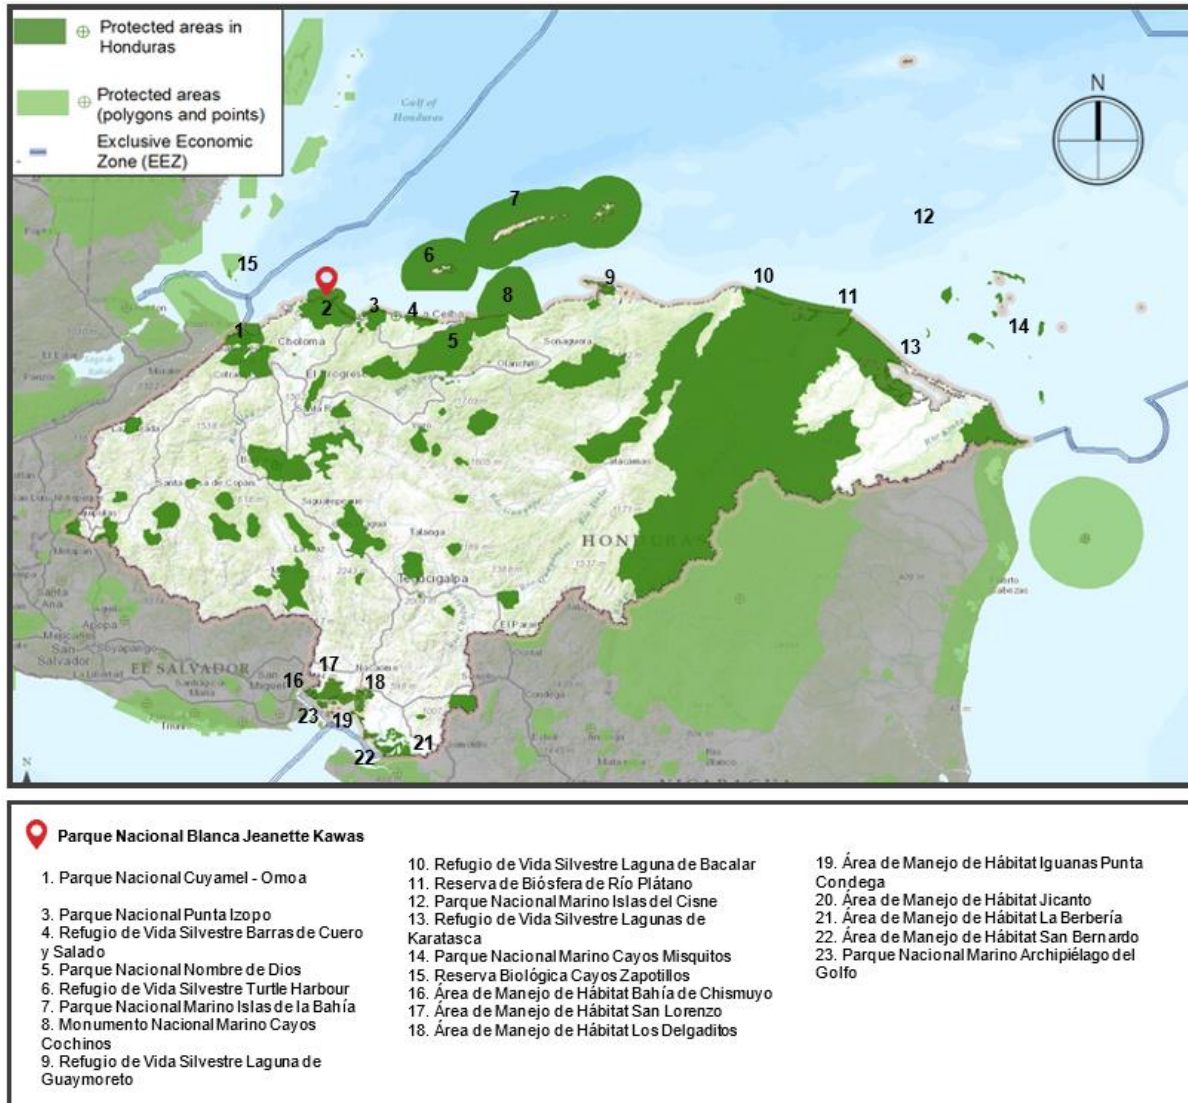 Protected areas in
Honduras
Protected areas
(polygons and points)
Exclusive Economic
Zone (EEZ)
Gulf of
Honduras
N
7
12
15
6
9
10
2
3
4
La Ceiba
8
11
14
1
5
13
Choloma
Sonaguera
Olanchito
El Progreso
Catacamas
Siguatepeque
Talanga
HONDURAS
Tegucigalpa
El Paraí
Apopa
San
Salvador
Soyapango
La Libertad
EL SALVADOR
San
Miguel
Nacaome
Condega
16
17
18
23
19
22
21
N
NICARAGUA
Parque Nacional Blanca Jeanette Kawas
1. Parque Nacional Cuyamel - Omoa
3. Parque Nacional Punta Izopo
4. Refugio de Vida Silvestre Barras de Cuero
y Salado
5. Parque Nacional Nombre de Dios
6. Refugio de Vida Silvestre Turtle Harbour
7. Parque Nacional Marino Islas de la Bahía
8. Monumento Nacional Marino Cayos
Cochinos
9. Refugio de Vida Silvestre Laguna de
Guaymoreto
10. Refugio de Vida Silvestre Laguna de Bacalar
11. Reserva de Biósfera de Río Plátano
12. Parque Nacional Marino Islas del Cisne
13. Refugio de Vida Silvestre Lagunas de
Karatasca
14. Parque Nacional Marino Cayos Misquitos
15. Reserva Biológica Cayos Zapotillos
16. Área de Manejo de Hábitat Bahía de Chismuyo
17. Área de Manejo de Hábitat San Lorenzo
18. Área de Manejo de Hábitat Los Delgaditos
19. Área de Manejo de Hábitat Iguanas Punta
Condega
20. Área de Manejo de Hábitat Jicanto
21. Área de Manejo de Hábitat La Berbería
22. Área de Manejo de Hábitat San Bernardo
23. Parque Nacional Marino Archipiélago del
Golfo